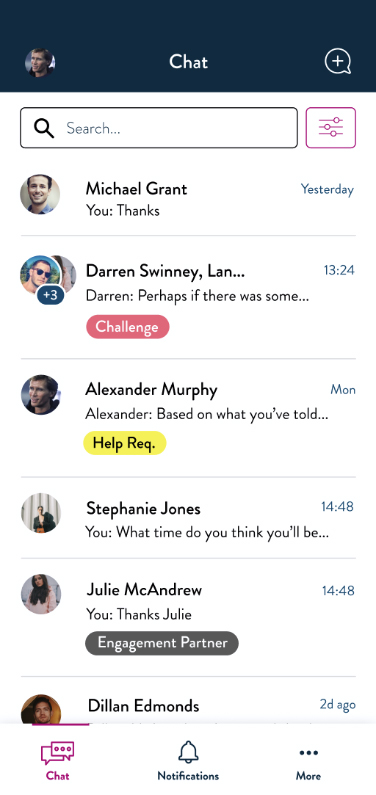 Chat
Search...
Michael Grant
Yesterday
You: Thanks
Darren Swinney, Lan...
13:24
+3
Darren: Perhaps if there was some...
Challenge
Alexander Murphy
Mon
Alexander: Based on what you've told...
Help Req.
Stephanie Jones
14:48
You: What time do you think you'll be...
Julie McAndrew
14:48
You: Thanks Julie
Engagement Partner
Dillan Edmonds
2d ago
Chat
Notifications
More